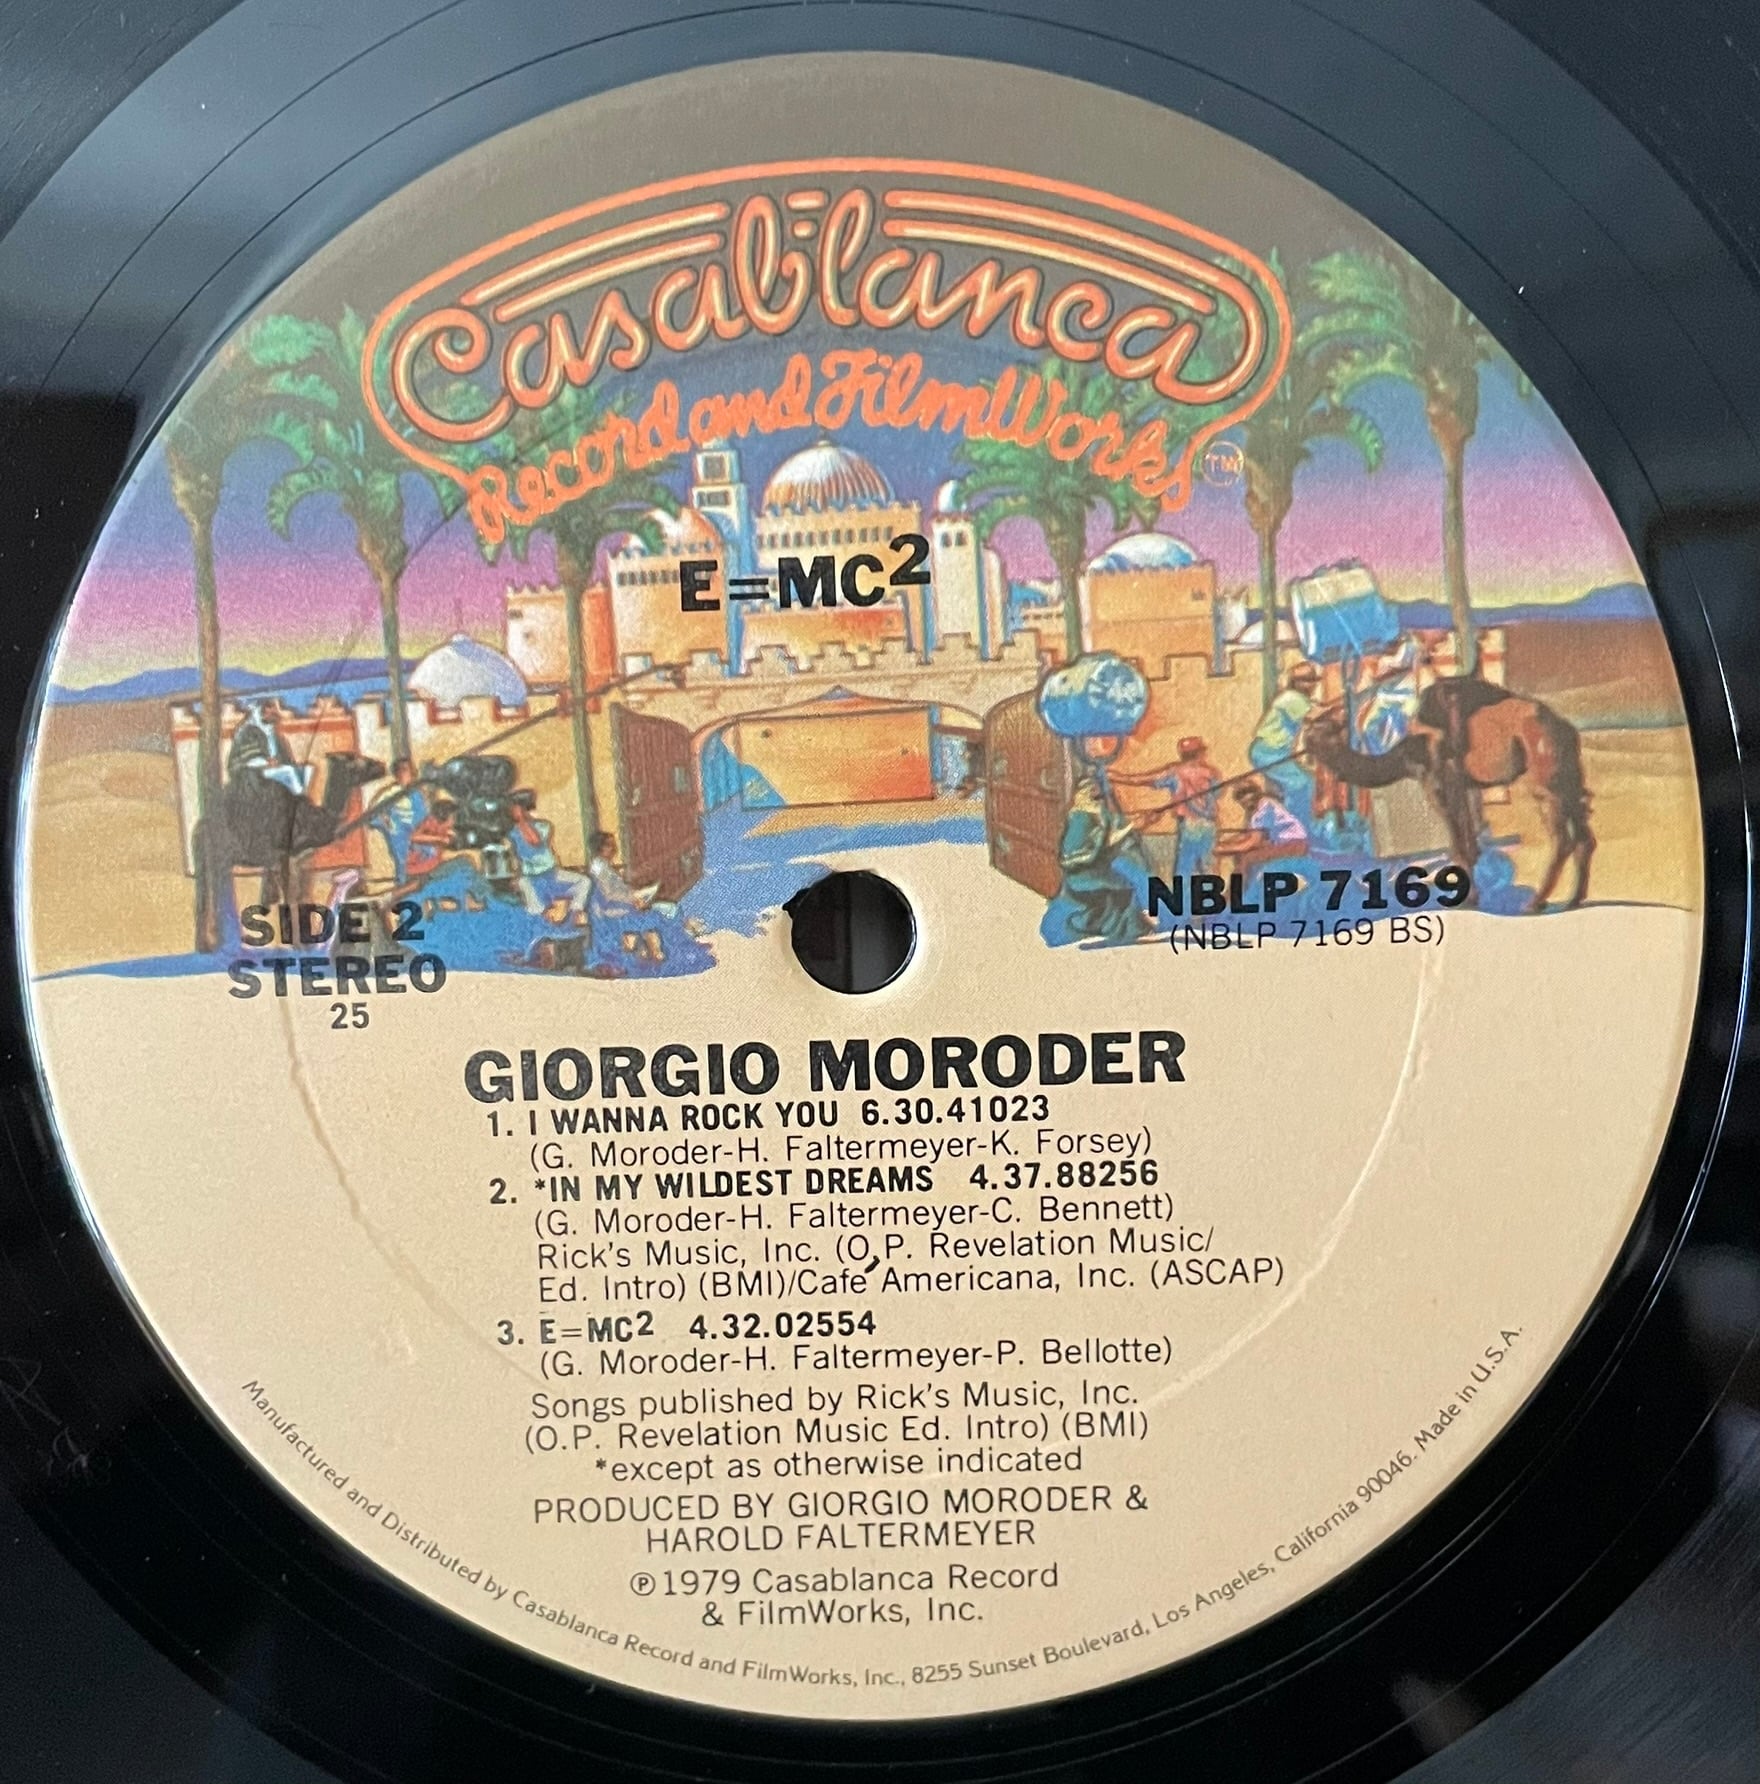 Casablanca
Record and FilmWorks
TM
E=MC²
SIDE 2
STEREO
25
NBLP 7169
(NBLP 7169 BS)
GIORGIO MORODER
1. I WANNA ROCK YOU 6.30.41023
(G. Moroder-H. Faltermeyer-K. Forsey)
2. *IN MY WILDEST DREAMS 4.37.88256
(G. Moroder-H. Faltermeyer-C. Bennett)
Rick's Music, Inc. (O.P. Revelation Music/
Ed. Intro) (BMI)/Café Americana, Inc. (ASCAP)
3. E=MC² 4.32.02554
(G. Moroder-H. Faltermeyer-P. Bellotte)
Songs published by Rick's Music, Inc.
(O.P. Revelation Music Ed. Intro) (BMI)
*except as otherwise indicated
PRODUCED BY GIORGIO MORODER &
HAROLD FALTERMEYER
℗1979 Casablanca Record
& FilmWorks, Inc.
Manufactured and Distributed by Casablanca Record and FilmWorks, Inc., 8255 Sunset Boulevard, Los Angeles, California 90046. Made in U.S.A.